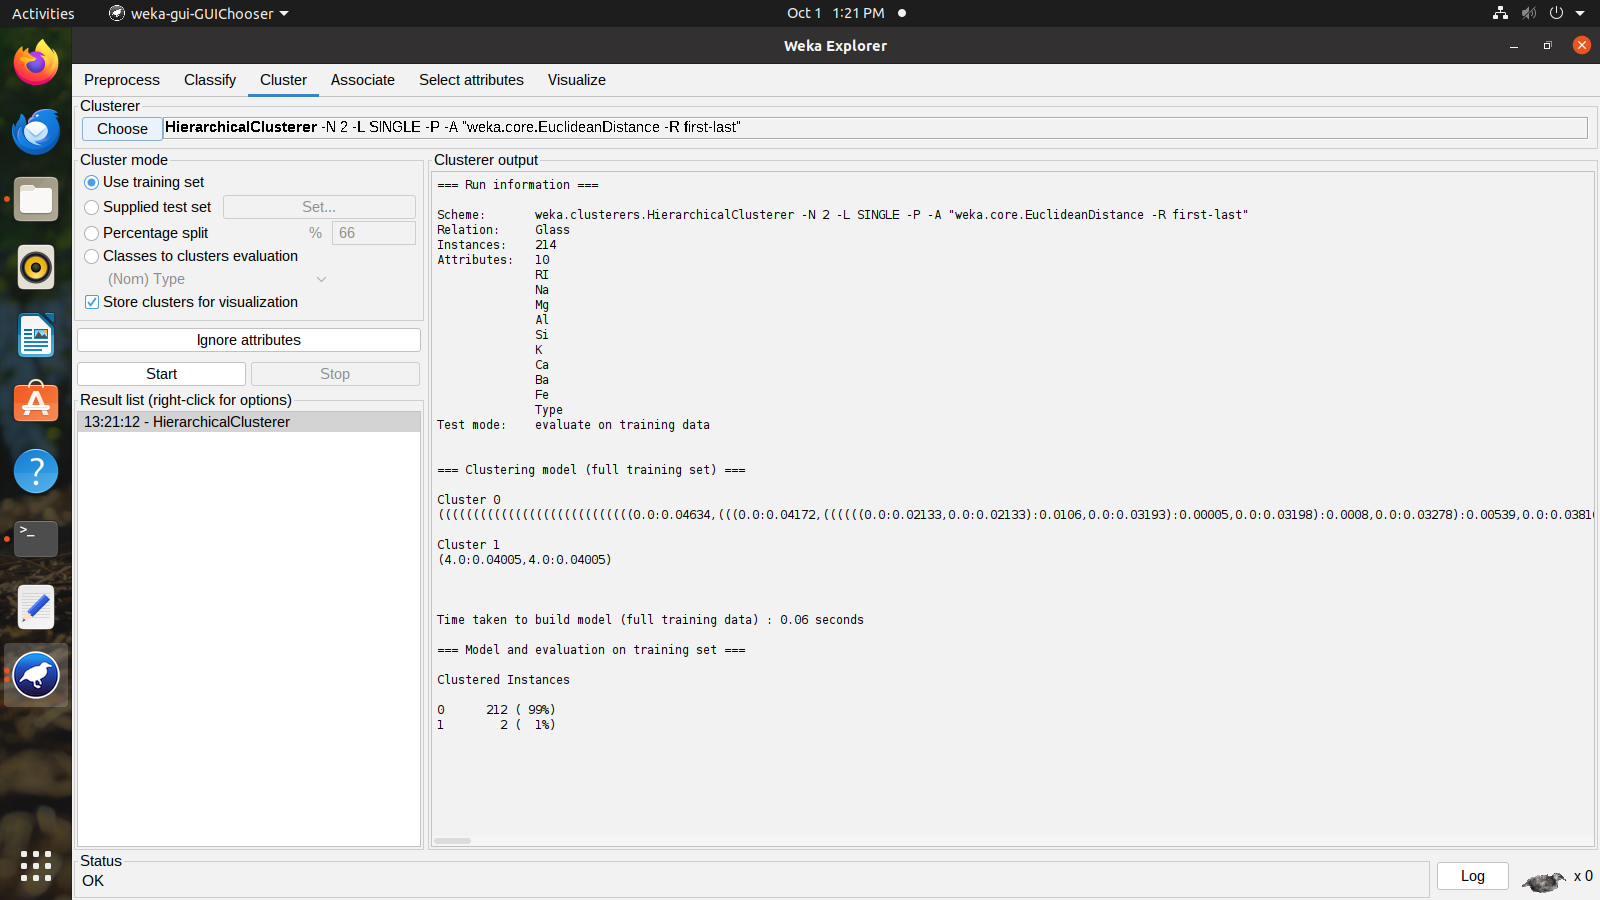 Activities
weka-gui-GUIChooser
Oct 1 1:21 PM
Weka Explorer
Preprocess Classify Cluster Associate Select attributes Visualize
Clusterer
Choose HierarchicalClusterer -N 2 -L SINGLE -P -A "weka.core.EuclideanDistance -R first-last"
Cluster mode
Use training set
Supplied test set Set...
Percentage split % 66
Classes to clusters evaluation
(Nom) Type
Store clusters for visualization
Ignore attributes
Start Stop
Result list (right-click for options)
13:21:12 - HierarchicalClusterer
Clusterer output
=== Run information ===
Scheme: weka.clusterers.HierarchicalClusterer -N 2 -L SINGLE -P -A "weka.core.EuclideanDistance -R first-last"
Relation: Glass
Instances: 214
Attributes: 10
RI
Na
Mg
Al
Si
K
Ca
Ba
Fe
Type
Test mode: evaluate on training data
=== Clustering model (full training set) ===
Cluster 0
((((((((((((((((((((((((((((0.0:0.04634,(((0.0:0.04172,((((((0.0:0.02133,0.0:0.02133):0.0106,0.0:0.03193):0.00005,0.0:0.03198):0.0008,0.0:0.03278):0.00539,0.0:0.0381
Cluster 1
(4.0:0.04005,4.0:0.04005)
Time taken to build model (full training data) : 0.06 seconds
=== Model and evaluation on training set ===
Clustered Instances
0 212 ( 99%)
1 2 ( 1%)
Status
OK
Log
x 0